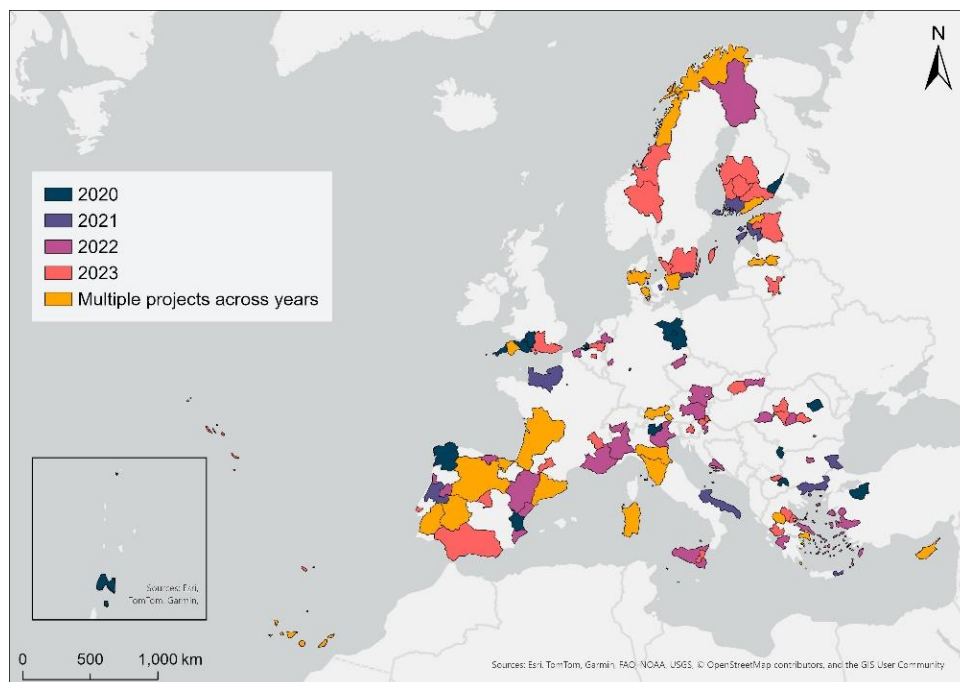 N
2020
2021
2022
2023
Multiple projects across years
Sources: Esri,
TomTom, Garmin,
0 500 1,000 km
Sources: Esri, TomTom, Garmin, FAO, NOAA, USGS, © OpenStreetMap contributors, and the GIS User Community